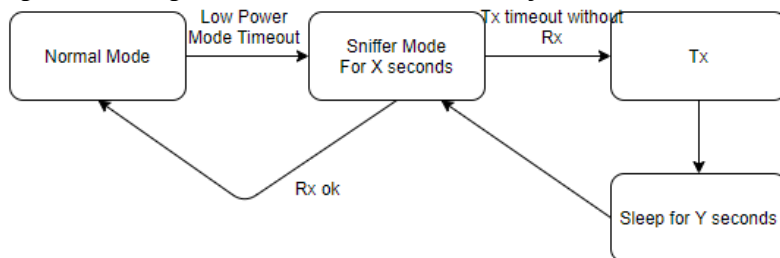 Low Power
Mode Timeout
Tx timeout without
Rx
Normal Mode
Sniffer Mode
For X seconds
Tx
Rx ok
Sleep for Y seconds